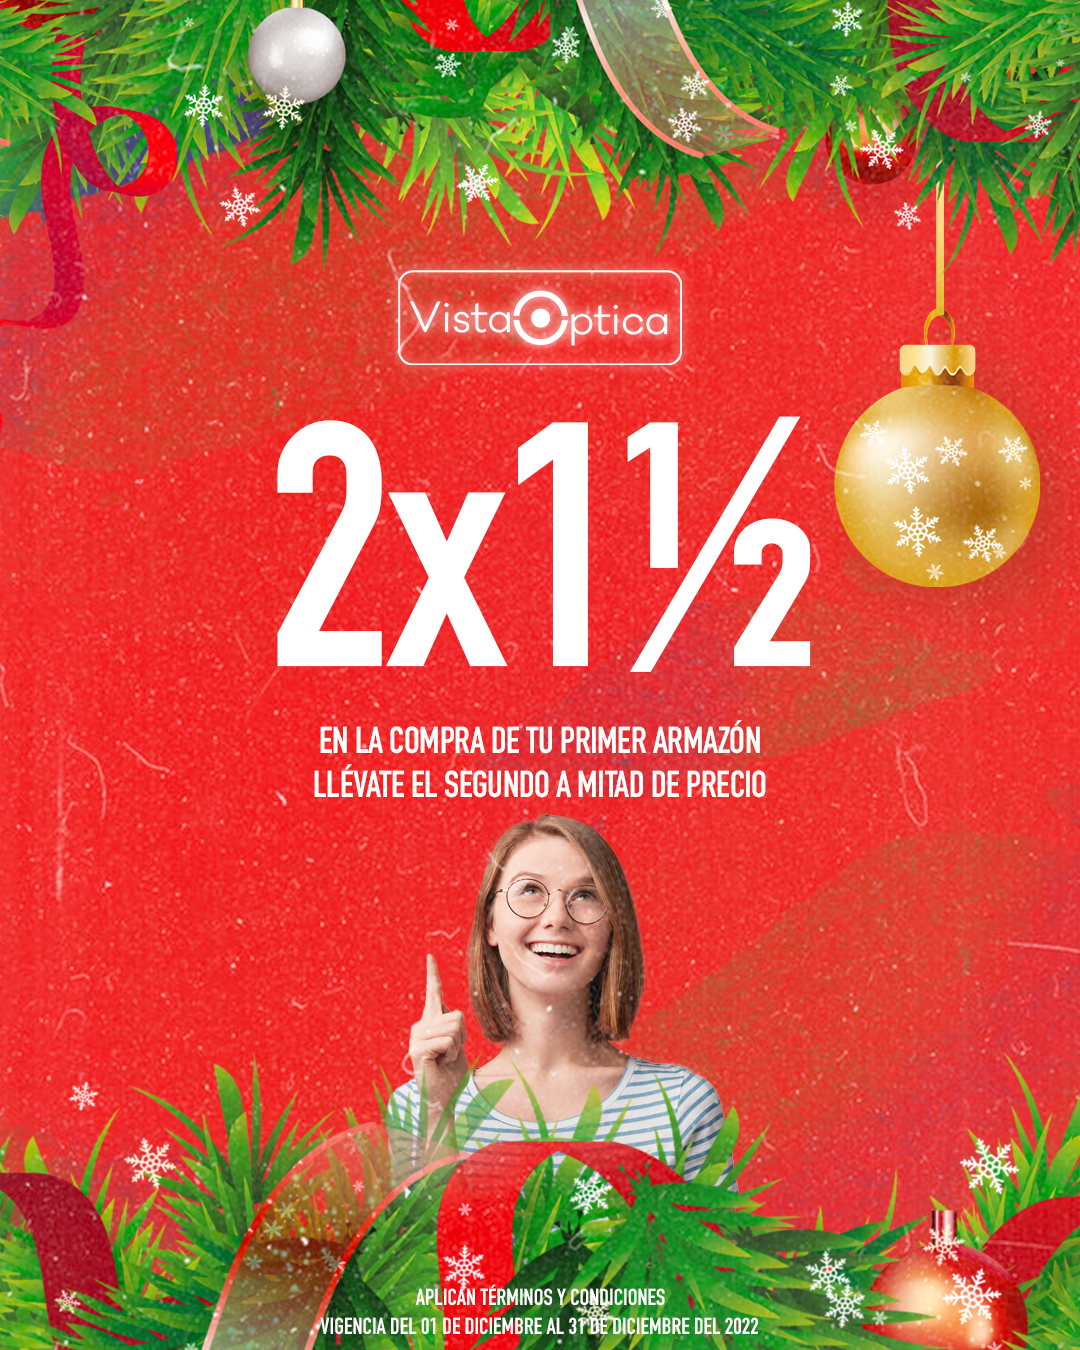 VistaOptica
2x1½
EN LA COMPRA DE TU PRIMER ARMAZÓN
LLÉVATE EL SEGUNDO A MITAD DE PRECIO
APLICAN TÉRMINOS Y CONDICIONES
VIGENCIA DEL 01 DE DICIEMBRE AL 31 DE DICIEMBRE DEL 2022